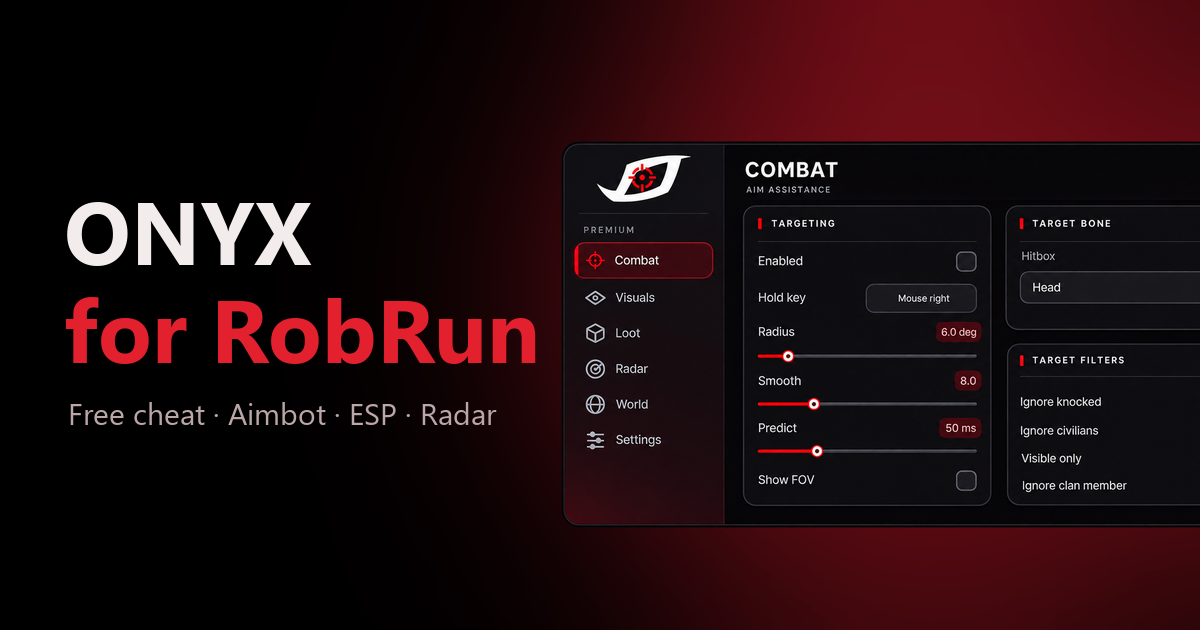 ONYX
for RobRun
Free cheat · Aimbot · ESP · Radar
PREMIUM
Combat
Visuals
Loot
Radar
World
Settings
COMBAT
AIM ASSISTANCE
TARGETING
Enabled
Hold key
Mouse right
Radius
6.0 deg
Smooth
8.0
Predict
50 ms
Show FOV
TARGET BONE
Hitbox
Head
TARGET FILTERS
Ignore knocked
Ignore civilians
Visible only
Ignore clan member